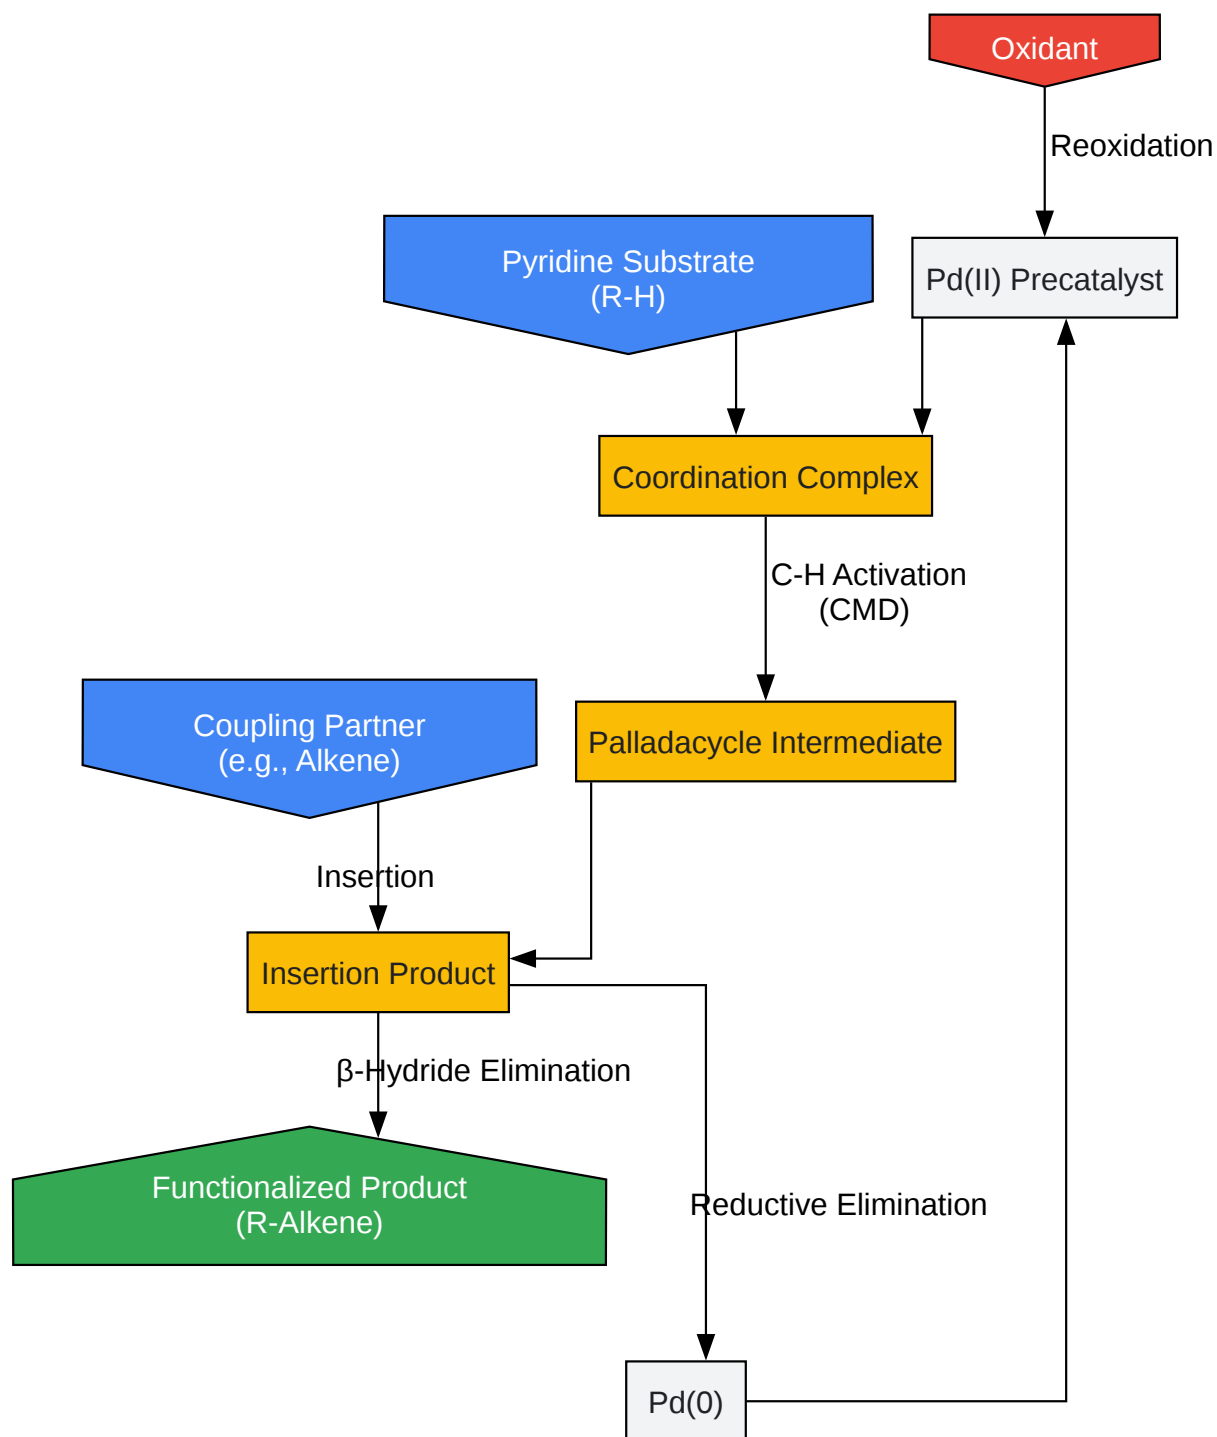 Oxidant
Reoxidation
Pyridine Substrate
(R-H)
Pd(II) Precatalyst
Coordination Complex
C-H Activation
(CMD)
Coupling Partner
(e.g., Alkene)
Palladacycle Intermediate
Insertion
Insertion Product
β-Hydride Elimination
Functionalized Product
(R-Alkene)
Reductive Elimination
Pd(0)